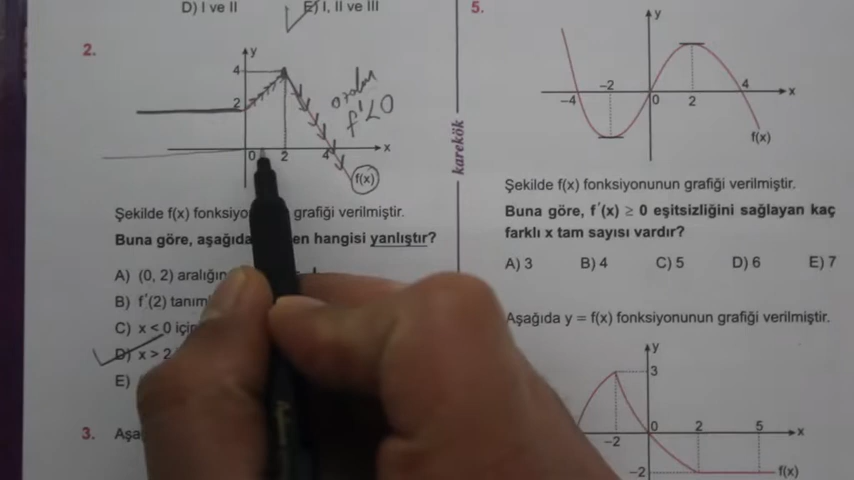 D) I ve II
E) I, II ve III
2.
y
4
2
0
2
4
x
f(x)
azalan
f'<0
Şekilde f(x) fonksiyo grafiği verilmiştir.
Buna göre, aşağıda en hangisi yanlıştır?
A) (0, 2) aralığın
B) f'(2) tanım
C) x < 0 için
D) x > 2
E)
3. Aşa
karekök
5.
y
-4
-2
0
2
4
x
f(x)
Şekilde f(x) fonksiyonunun grafiği verilmiştir.
Buna göre, f'(x) ≥ 0 eşitsizliğini sağlayan kaç
farklı x tam sayısı vardır?
A) 3 B) 4 C) 5 D) 6 E) 7
Aşağıda y = f(x) fonksiyonunun grafiği verilmiştir.
y
3
-2
0
2
5
x
-2
f(x)